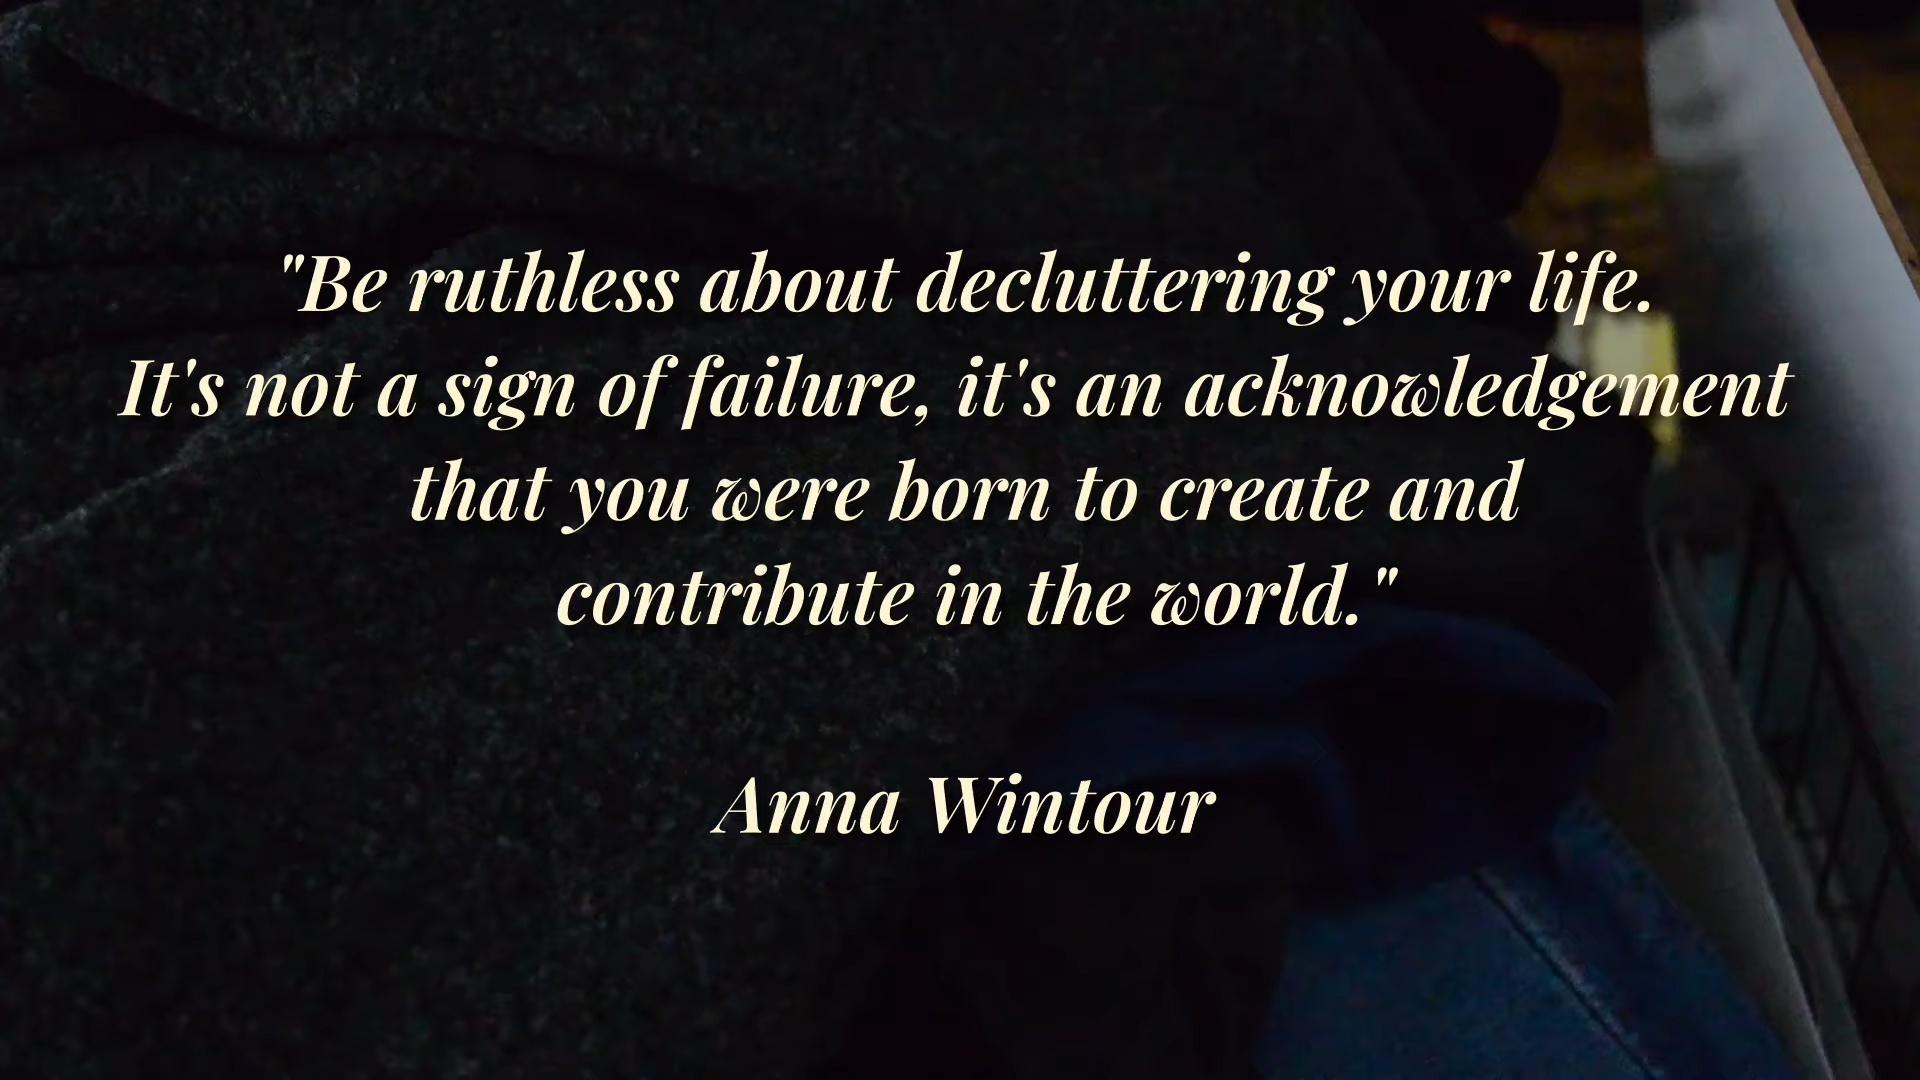 "Be ruthless about decluttering your life.
It's not a sign of failure, it's an acknowledgement
that you were born to create and
contribute in the world."
Anna Wintour